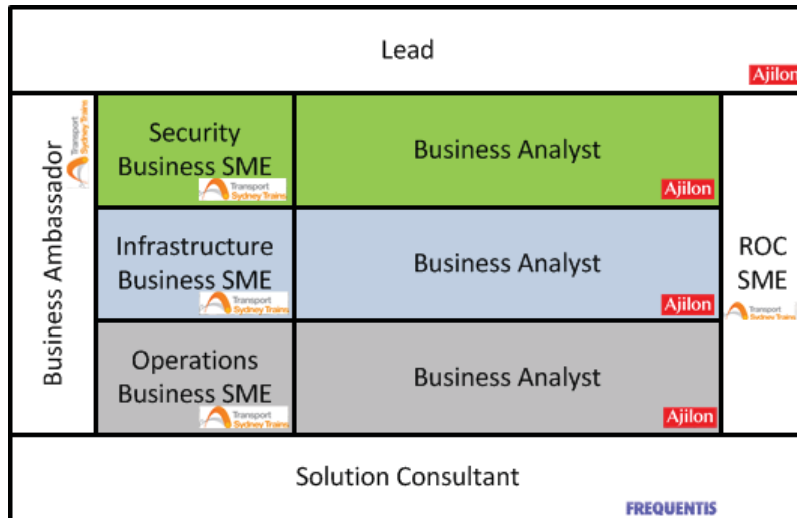 Lead
Ajilon
Business Ambassador
Transport
Sydney Trains
Security
Business SME
Transport
Sydney Trains
Business Analyst
Ajilon
Infrastructure
Business SME
Transport
Sydney Trains
Business Analyst
Ajilon
Operations
Business SME
Transport
Sydney Trains
Business Analyst
Ajilon
ROC
SME
Transport
Sydney Trains
Solution Consultant
FREQUENTIS